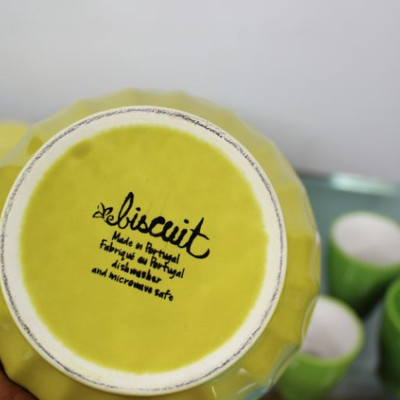 biscuit
Made in Portugal
Fabriqué au Portugal
dishwasher
and microwave safe